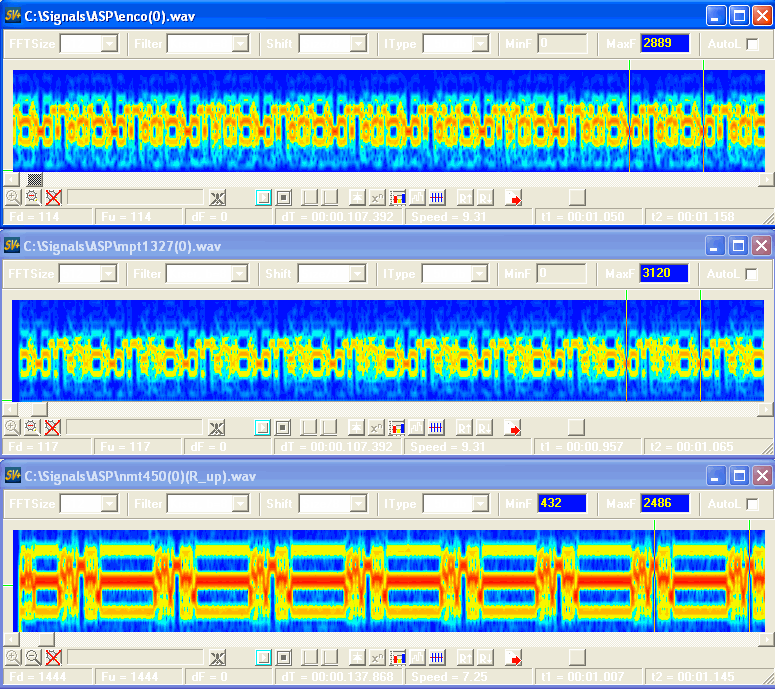 SV+ C:\Signals\ASP\enco(0).wav
FFTSize Filter Shift IType MinF 0 MaxF 2889 AutoL
Fd = 114 Fu = 114 dF = 0 dT = 00:00.107.392 Speed = 9.31 t1 = 00:01.050 t2 = 00:01.158
SV+ C:\Signals\ASP\mpt1327(0).wav
FFTSize Filter Shift IType MinF 0 MaxF 3120 AutoL
Fd = 117 Fu = 117 dF = 0 dT = 00:00.107.392 Speed = 9.31 t1 = 00:00.957 t2 = 00:01.065
SV+ C:\Signals\ASP\nmt450(0)(R_up).wav
FFTSize Filter Shift IType MinF 432 MaxF 2486 AutoL
Fd = 1444 Fu = 1444 dF = 0 dT = 00:00.137.868 Speed = 7.25 t1 = 00:01.007 t2 = 00:01.145